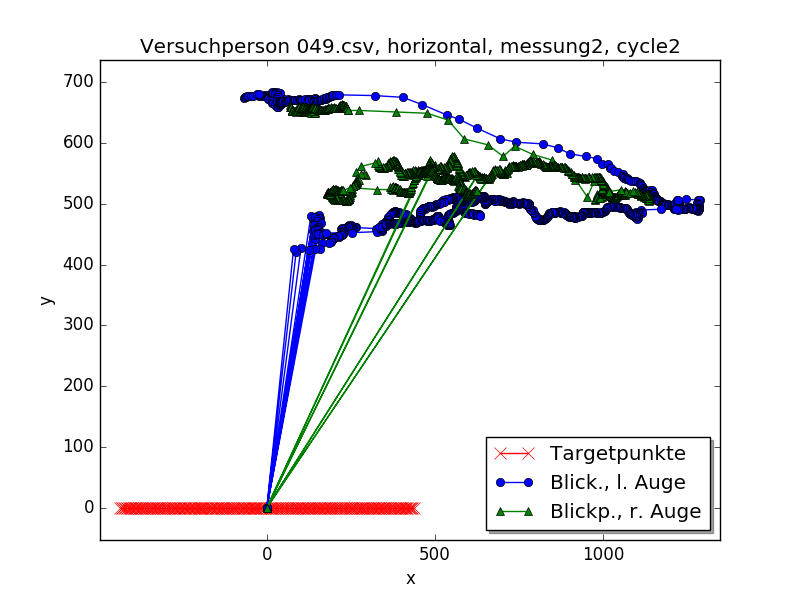 Versuchperson 049.csv, horizontal, messung2, cycle2
700
600
500
400
300
200
100
0
y
0
500
1000
x
Targetpunkte
Blick., l. Auge
Blickp., r. Auge